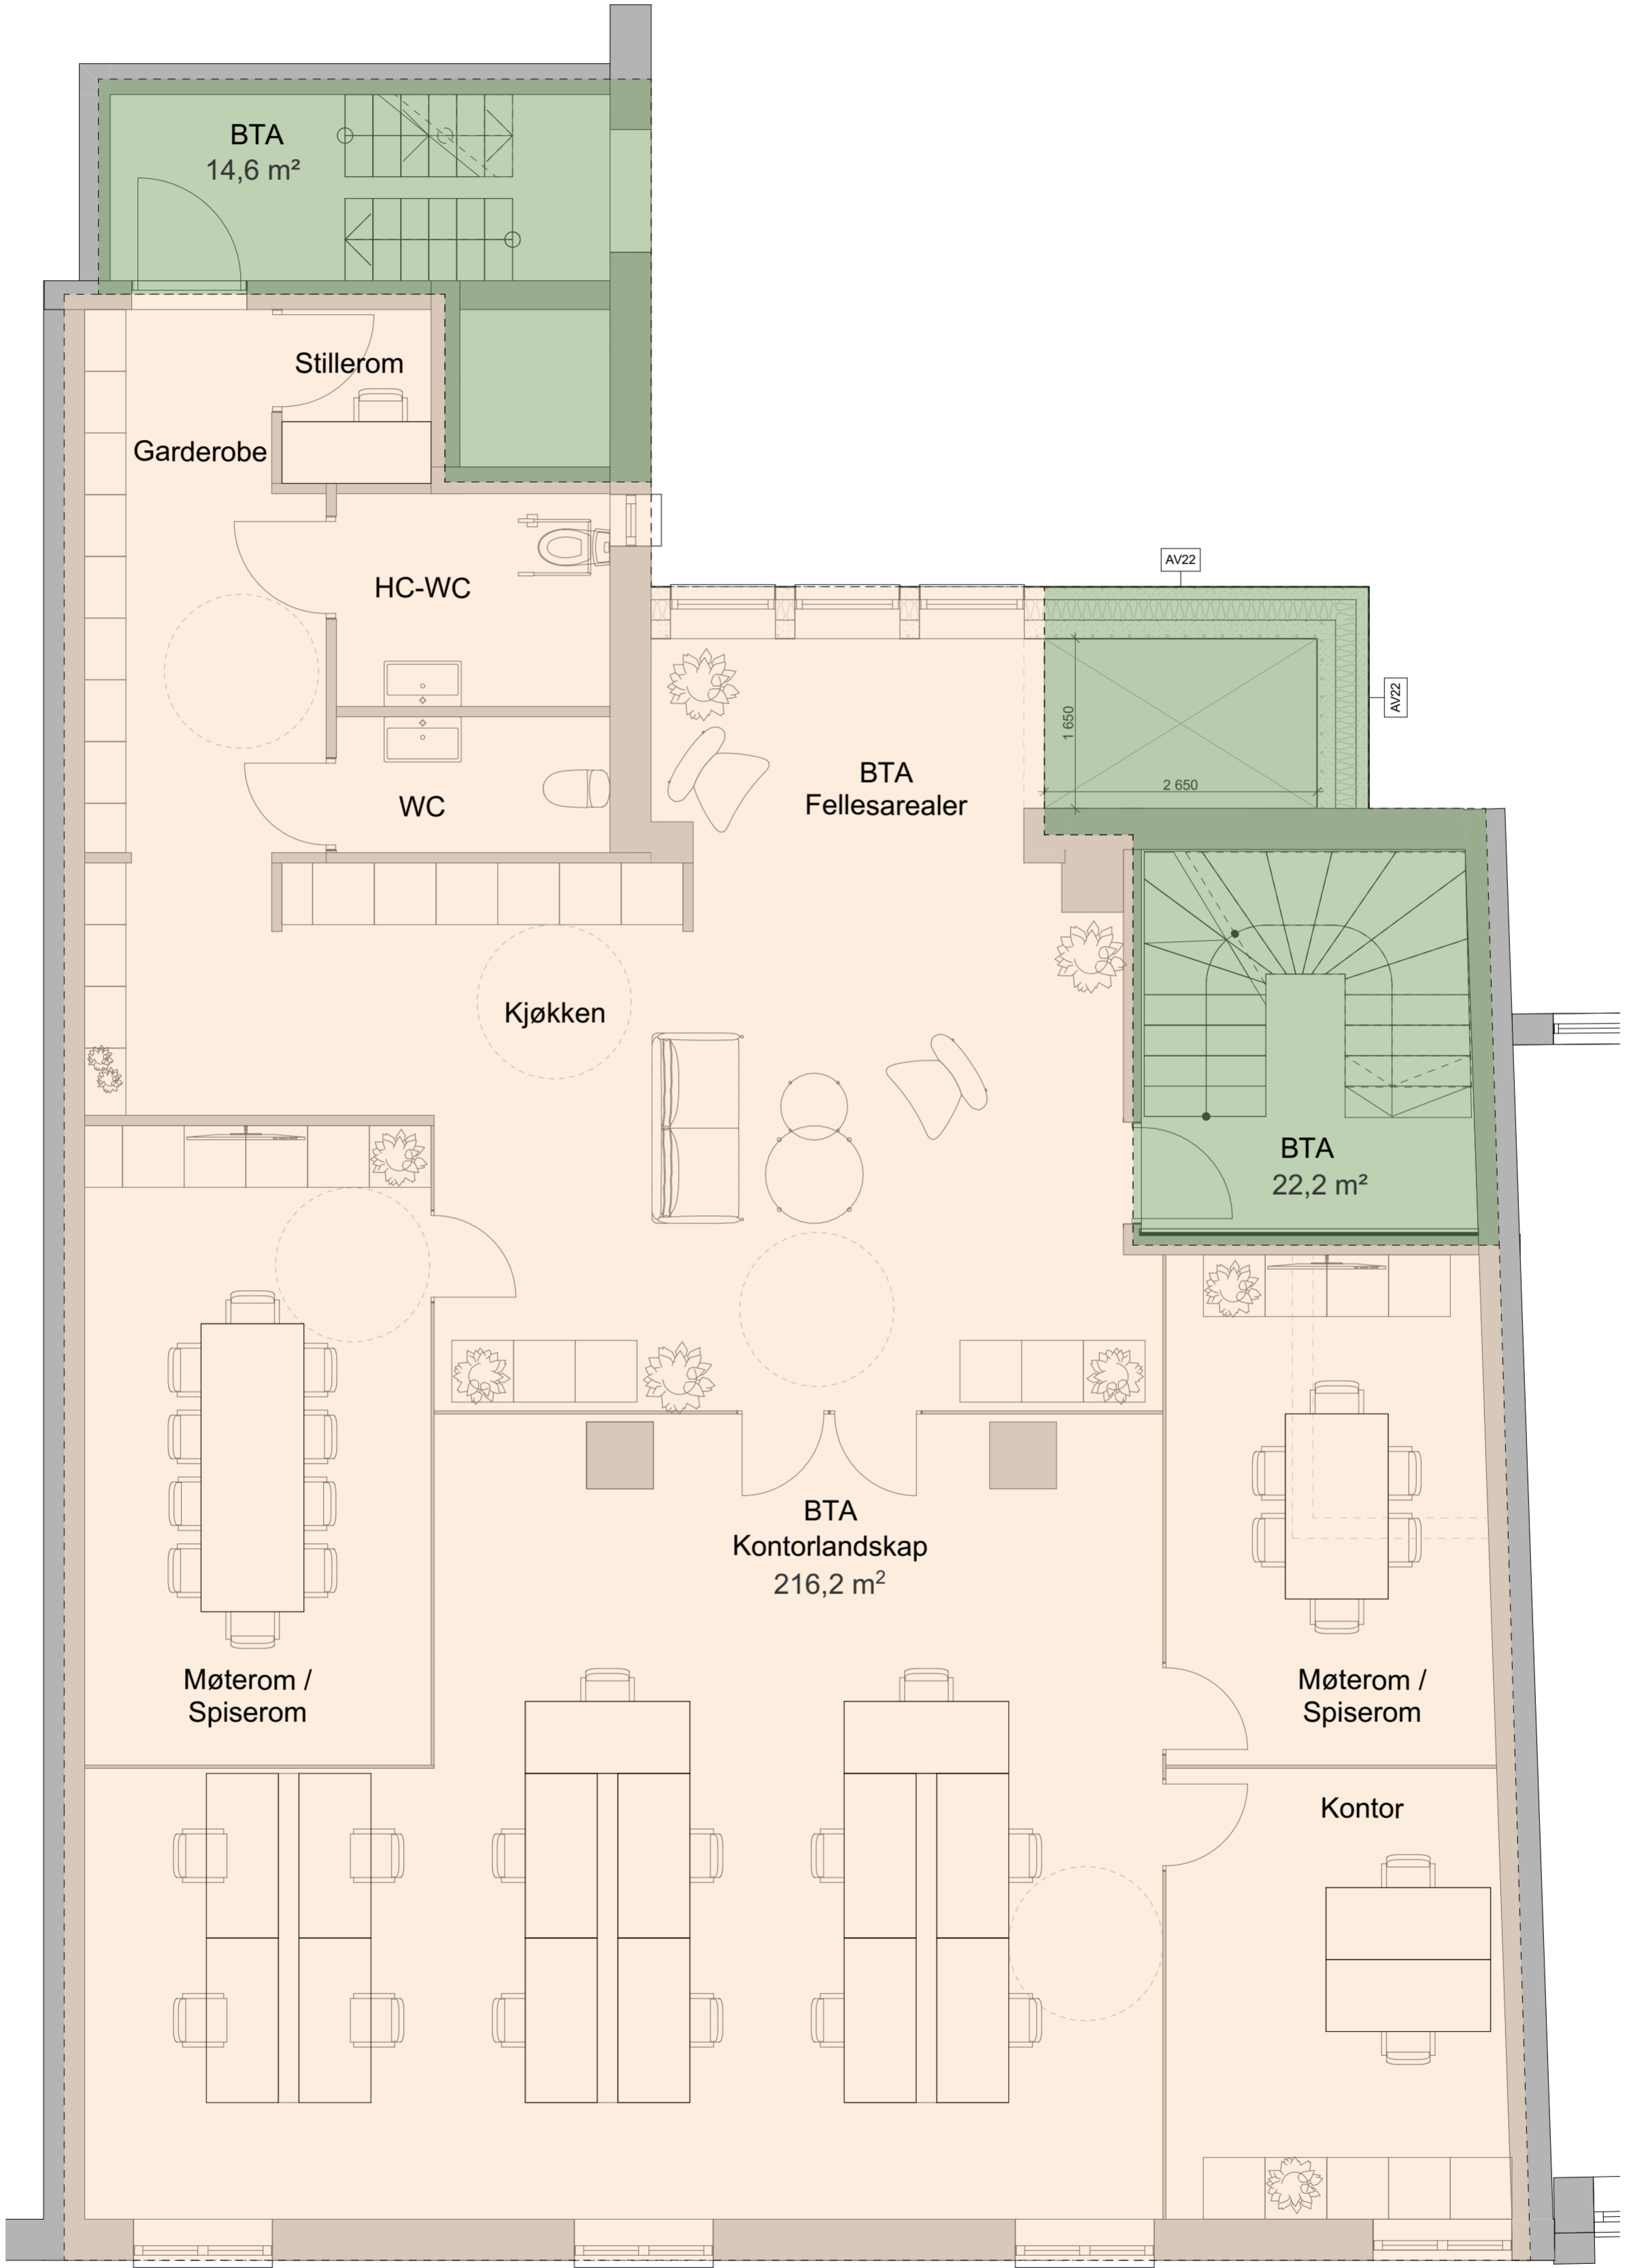 BTA
14,6 m²
Stillerom
Garderobe
HC-WC
AV22
AV22
1 650
2 650
BTA
Fellesarealer
WC
Kjøkken
BTA
22,2 m²
BTA
Kontorlandskap
216,2 m²
Møterom /
Spiserom
Møterom /
Spiserom
Kontor